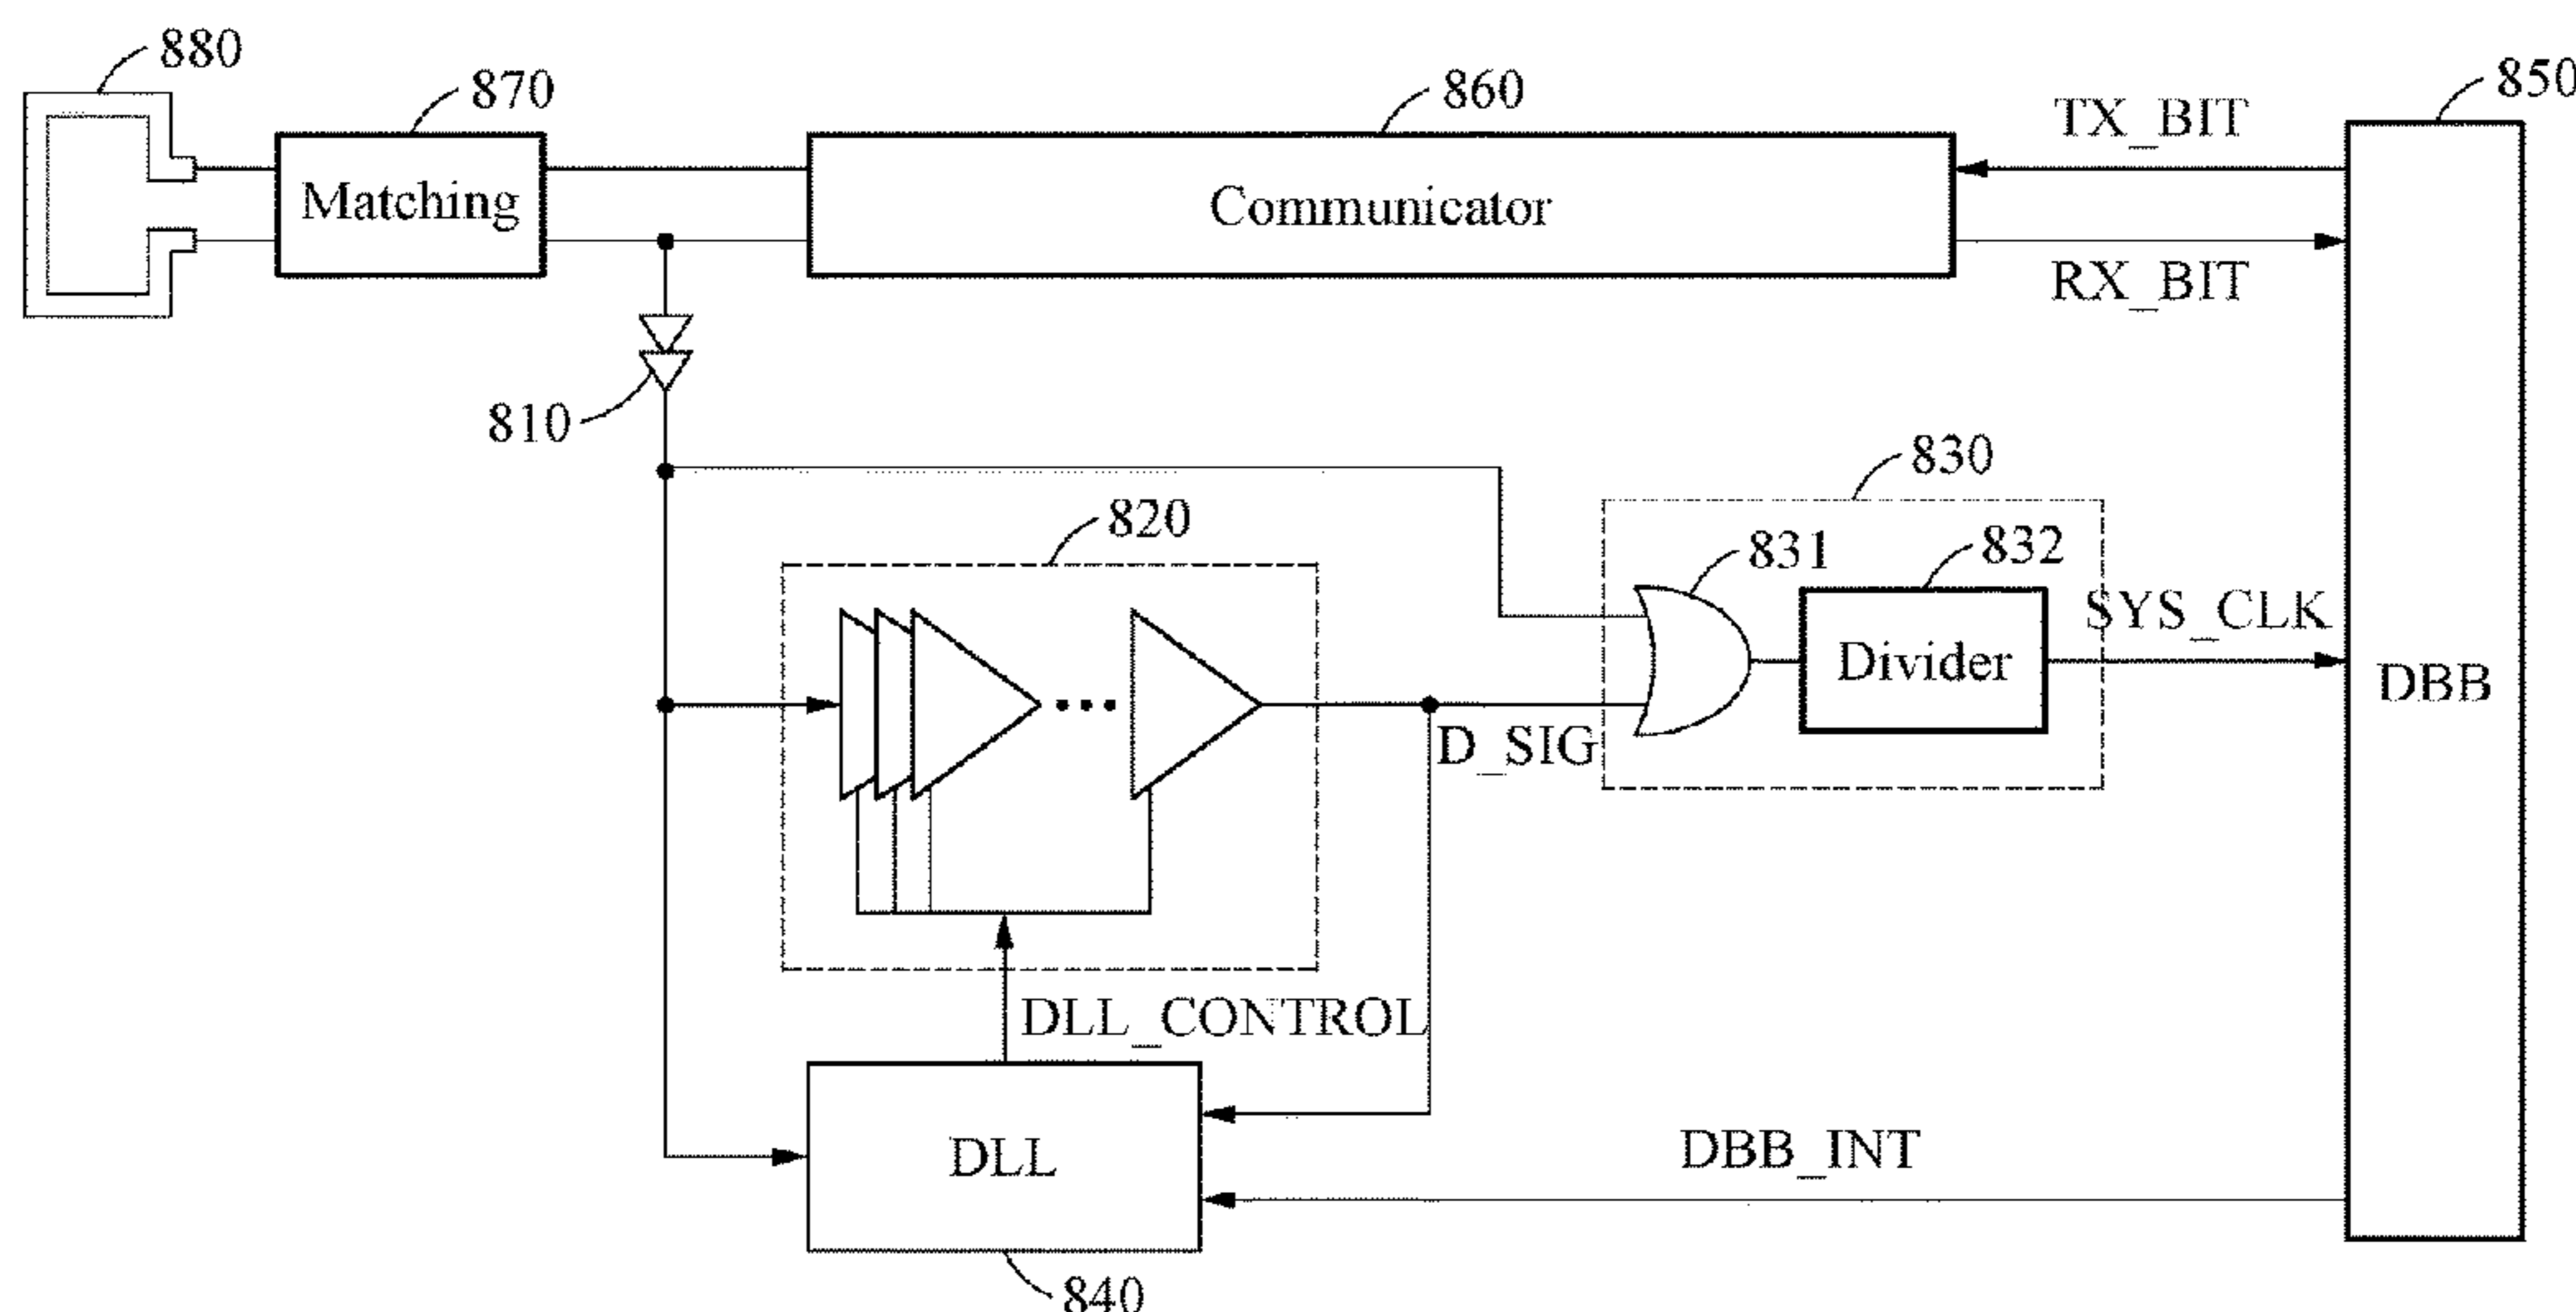 880
870
860
850
TX_BIT
Matching
Communicator
RX_BIT
810
830
820
831
832
SYS_CLK
Divider
DBB
D_SIG
DLL_CONTROL
DLL
DBB_INT
840